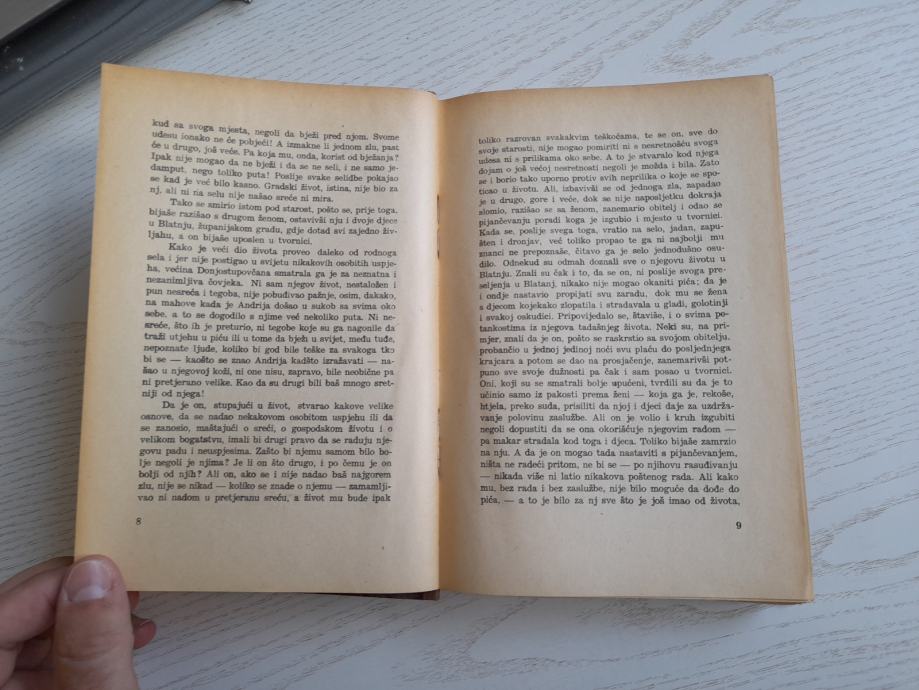 kud sa svoga mjesta, negoli da bježi pred njom. Svome
udesu ionako ne će pobjeći! A izmakne li jednom zlu, past
će u drugo, još veće. Pa koja mu, onda, korist od bježanja?
Ipak nije mogao da ne bježi i da se ne seli, i ne samo je-
damput, nego toliko puta! Poslije svake selidbe pokajao
se kad je već bilo kasno. Gradski život, istina, nije bio za
nj, ali ni na selu nije našao sreće ni mira.
Tako se smirio istom pod starost, pošto se, prije toga,
bijaše razišao s drugom ženom, ostavivši nju i dvoje djece
u Blatnju, županijskom gradu, gdje dotad svi zajedno živ-
ljahu, a on bijaše uposlen u tvornici.
Kako je veći dio života proveo daleko od rodnoga
sela i jer nije postigao u svijetu nikakovih osobitih uspje-
ha, većina Donjostupovčana smatrala ga je za neznatna i
nezanimljiva čovjeka. Ni sam njegov život, nestaložen i
pun nesreća i tegoba, nije pobuđivao pažnje, osim, dakako,
na mahove kada je Andrija došao u sukob sa svima oko
sebe, a to se dogodilo s njime već nekoliko puta. Ni ne-
sreće, što ih je preturio, ni tegobe koje su ga nagonile da
traži utjehu u piću ili u tome da bježi u svijet, među tuđe,
nepoznate ljude, koliko bi god bile teške za svakoga tko
bi se — kaošto se znao Andrija kadšto izražavati — na-
šao u njegovoj koži, ni one nisu, zapravo, bile neobične pa
ni pretjerano velike. Kao da su drugi bili baš mnogo sret-
niji od njega!
Da je on, stupajući u život, stvarao kakove velike
osnove, da se nadao nekakovom osobitom uspjehu ili da
se zanosio, maštajući o sreći, o gospodskom životu i o
velikom bogatstvu, imali bi drugi pravo da se raduju nje-
govu padu i neuspjesima. Zašto bi njemu samom bilo bo-
lje negoli je njima? Je li on što drugo, i po čemu je on
bolji od njih? Ali on, ako se i nije nadao baš najgorem
zlu, nije se nikad — koliko se znade o njemu — zamamlji-
vao ni nadom u pretjeranu sreću, a život mu bude ipak
8
toliko razrovan svakakvim teškoćama, te se on, sve do
svoje starosti, nije mogao pomiriti ni s nesretnošću svoga
udesa ni s prilikama oko sebe. A to je stvaralo kod njega
dojam o još većoj nesretnosti negoli je možda i bila. Zato
se i borio tako uporno protiv svih neprilika o koje se spo-
ticao u životu. Ali, izbavivši se od jednoga zla, zapadao
je u drugo, gore i veće, dok se nije naposljetku dokraja
slomio, razišao se sa ženom, zanemario obitelj i odao se
pijančevanju poradi koga je izgubio i mjesto u tvornici.
Kada se, poslije svega toga, vratio na selo, jadan, zapu-
šten i dronjav, već toliko propao te ga ni najbolji mu
znanci ne prepoznaše, čitavo ga je selo jednodušno osu-
dilo. Odnekud su odmah doznali sve o njegovu životu u
Blatnju. Znali su čak i to, da se on, ni poslije svoga pre-
seljenja u Blatanj, nikako nije mogao okaniti pića; da je
i ondje nastavio propijati svu zaradu, dok mu se žena
s djecom kojekako zlopatila i stradavala u gladi, golotinji
i svakoj oskudici. Pripovijedalo se, štaviše, i o svima po-
tankostima iz njegova tadašnjeg života. Neki su, na pri-
mjer, znali da je on, pošto se raskrstio sa svojom obitelju,
probančio u jednoj jedinoj noći svu plaću do posljednjega
krajcara a potom se dao na prosjačenje, zanemarivši pot-
puno sve svoje dužnosti pa čak i sam posao u tvornici.
Oni, koji su se smatrali bolje upućeni, tvrdili su da je to
učinio samo iz pakosti prema ženi — koja ga je, rekoše,
htjela, preko suda, prisiliti da njoj i djeci daje za uzdrža-
vanje polovinu zaslužbe. Ali on je volio i kruh izgubiti
negoli dopustiti da se ona okorišćuje njegovim radom —
pa makar stradala kod toga i djeca. Toliko bijaše zamrzio
na nju. A da je on mogao tada nastaviti s pijančevanjem,
ništa ne radeći pritom, ne bi se — po njihovu rasuđivanju
— nikada više ni latio nikakova poštenog rada. Ali kako
mu, bez rada i bez zaslužbe, nije bilo moguće da dođe do
pića, — a to je bilo za nj sve što je još imao od života,
9